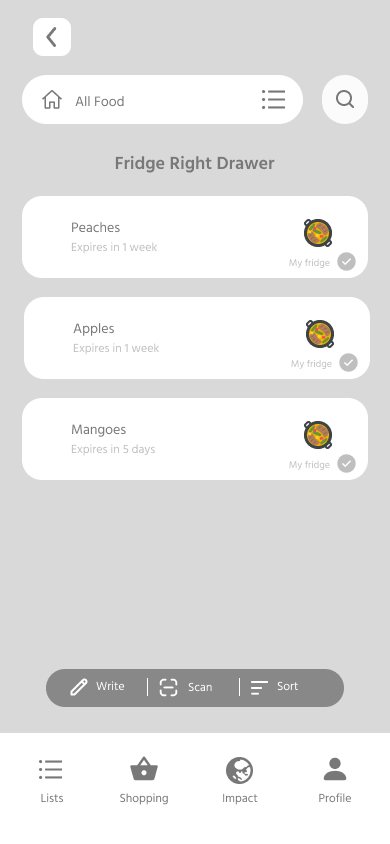 All Food
Fridge Right Drawer
Peaches
Expires in 1 week
My fridge
Apples
Expires in 1 week
My fridge
Mangoes
Expires in 5 days
My fridge
Write Scan Sort
Lists Shopping Impact Profile